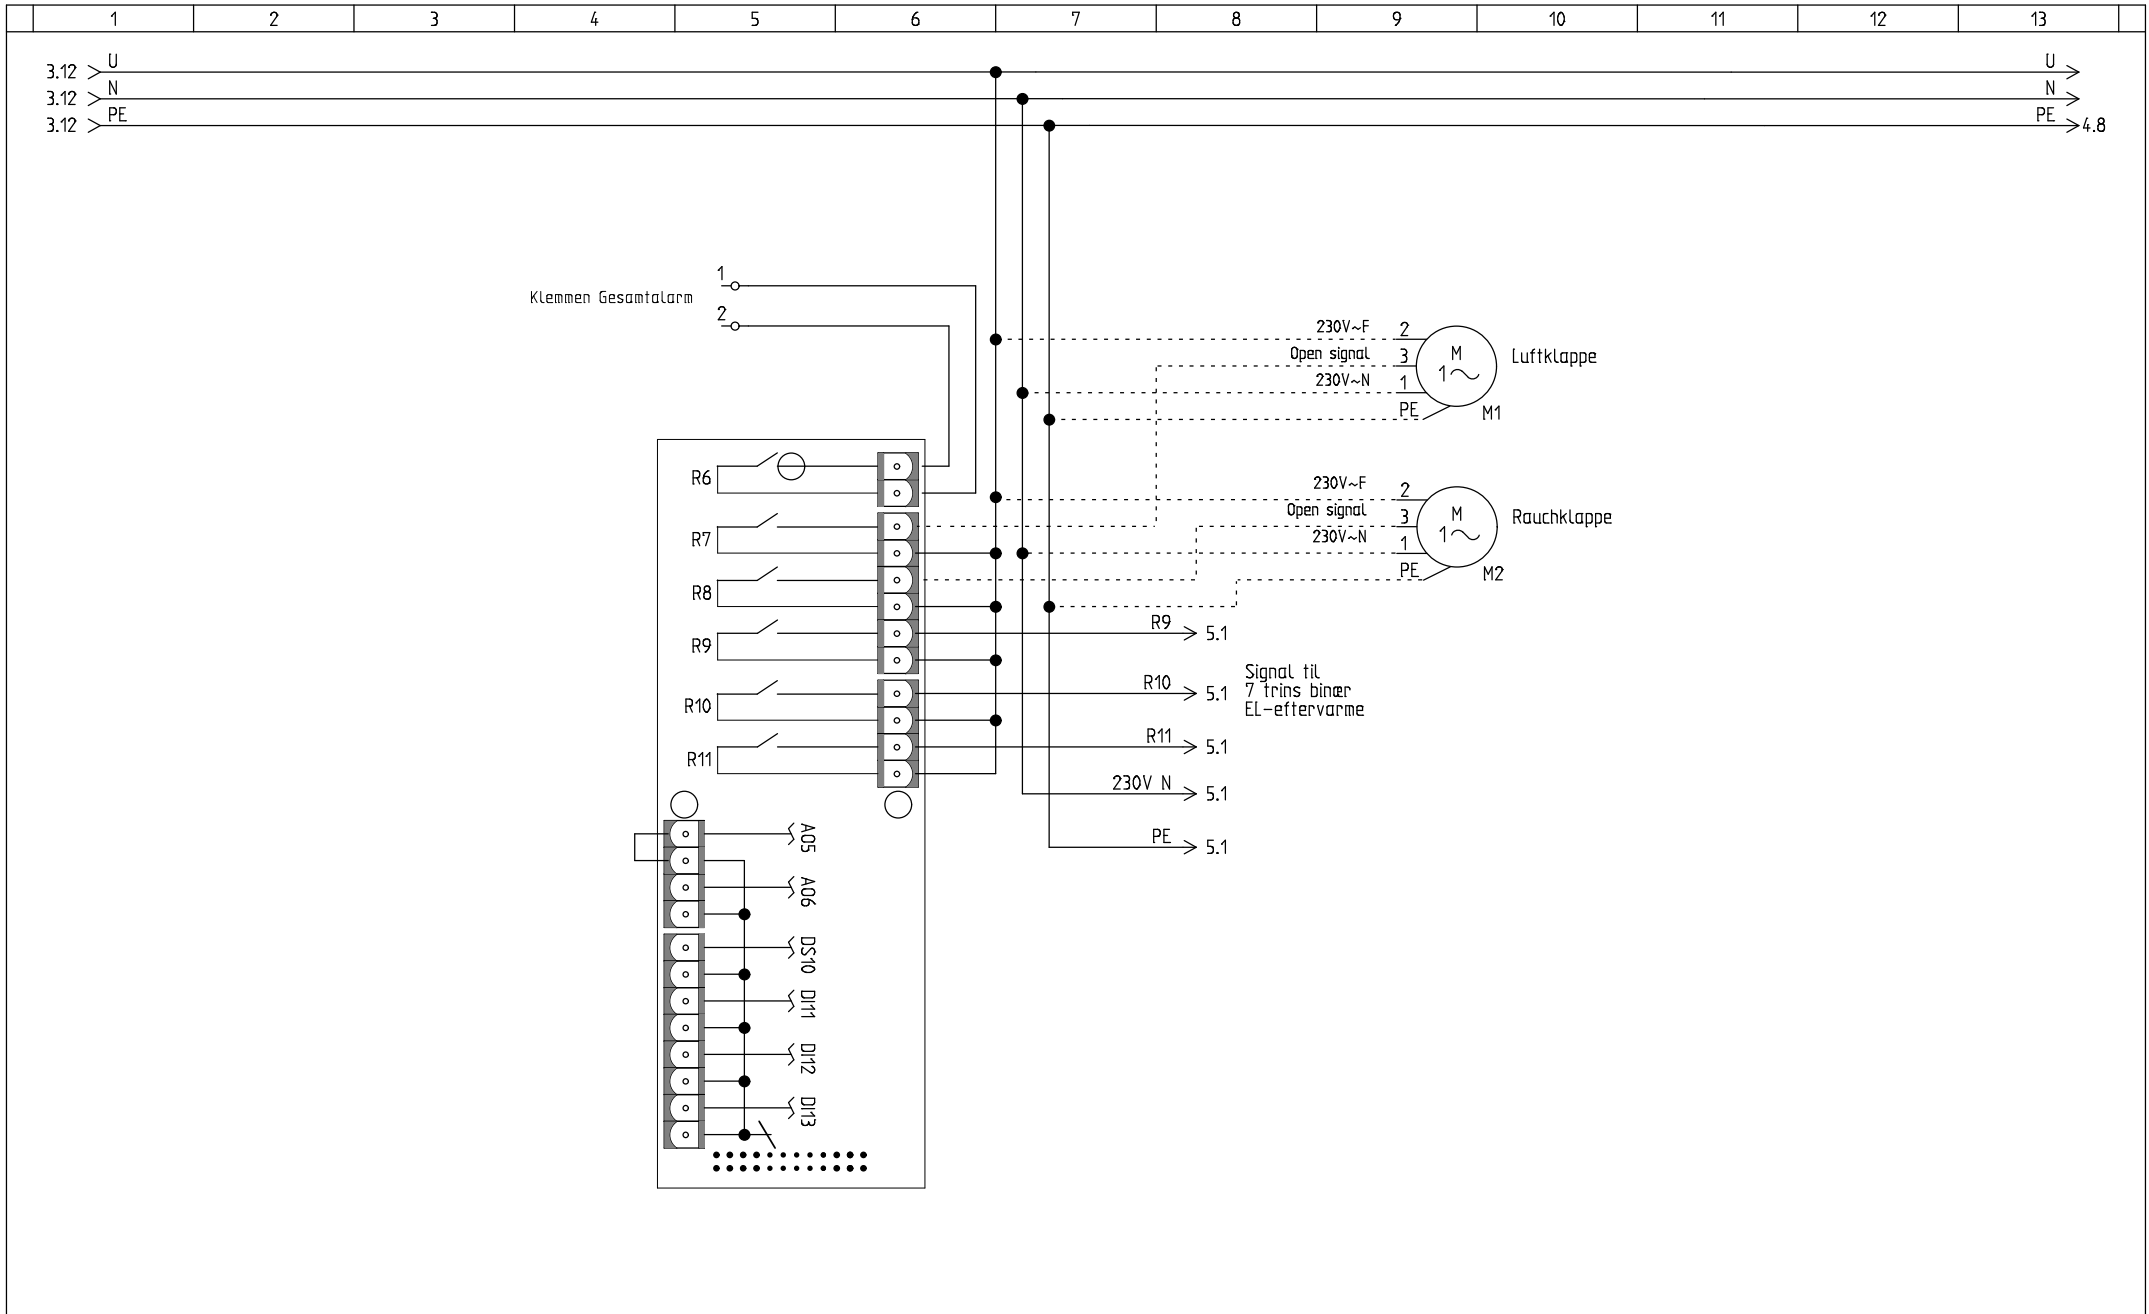 1 2 3 4 5 6 7 8 9 10 11 12 13
U U
3.12
N N
3.12
PE PE
3.12 4.8
1
Klemmen Gesamtalarm
2
230V~F 2
Open signal 3 M Luftklappe
1
230V~N 1
PE M1
R6
230V~F 2
Open signal 3 M Rauchklappe
R7 1
230V~N 1
PE M2
R8
R9 5.1
R9
Signal til
R10 5.1 7 trins binær
EL-eftervarme
R10
R11 5.1
R11
230V N 5.1
A05
PE 5.1
A06
DS10
DI11
DI12
DI13